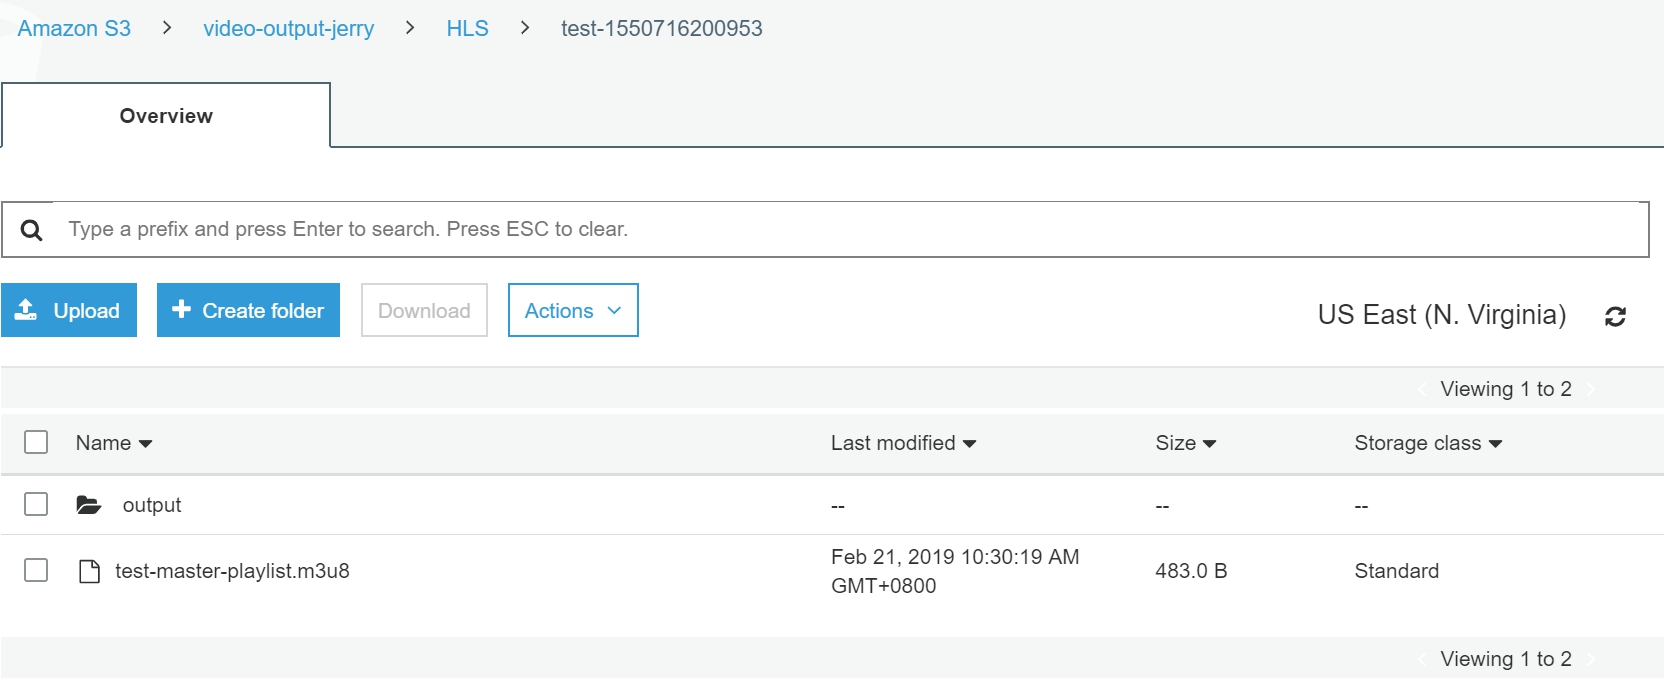 Amazon S3 > video-output-jerry > HLS > test-1550716200953
Overview
Type a prefix and press Enter to search. Press ESC to clear.
Upload Create folder Download Actions US East (N. Virginia)
Viewing 1 to 2
Name Last modified Size Storage class
output -- -- --
test-master-playlist.m3u8 Feb 21, 2019 10:30:19 AM 483.0 B Standard
GMT+0800
Viewing 1 to 2